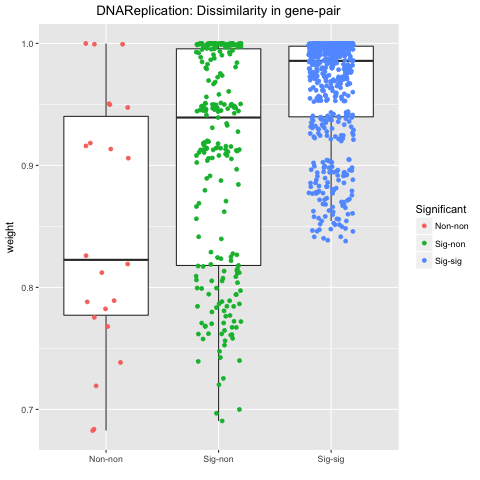 DNAReplication: Dissimilarity in gene-pair
weight
1.0
0.9
0.8
0.7
Non-non
Sig-non
Sig-sig
Significant
Non-non
Sig-non
Sig-sig